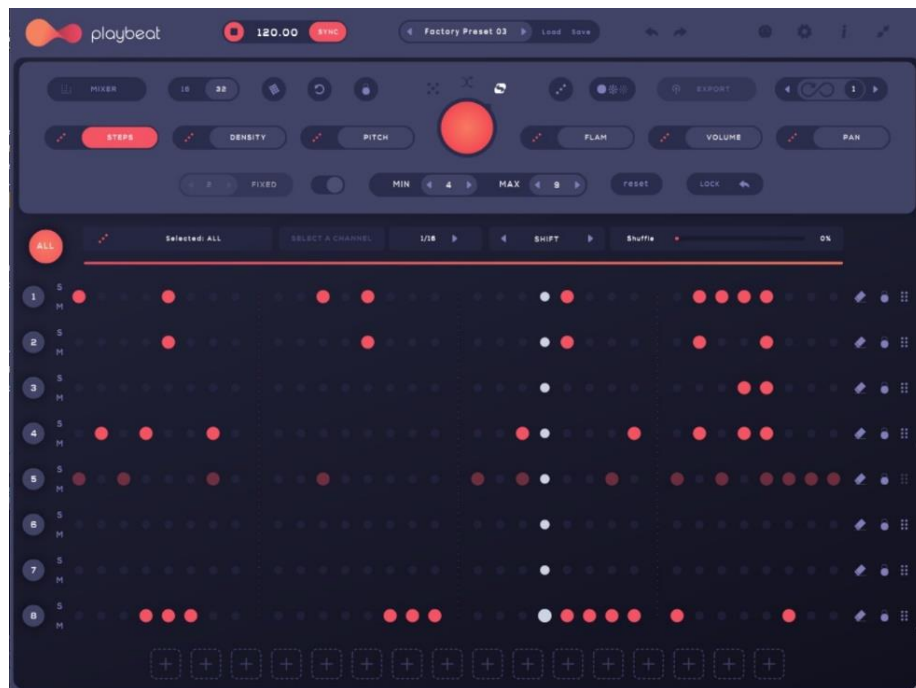 playbeat 120.00 SYNC Factory Preset 03 Load Save i
MIXER 16 32 EXPORT 1
STEPS DENSITY PITCH FLAM VOLUME PAN
FIXED MIN 4 MAX 9 reset LOCK
ALL Selected: ALL SELECT A CHANNEL 1/16 SHIFT Shuffle 0%
1 S M
2 S M
3 S M
4 S M
5 S M
6 S M
7 S M
8 S M